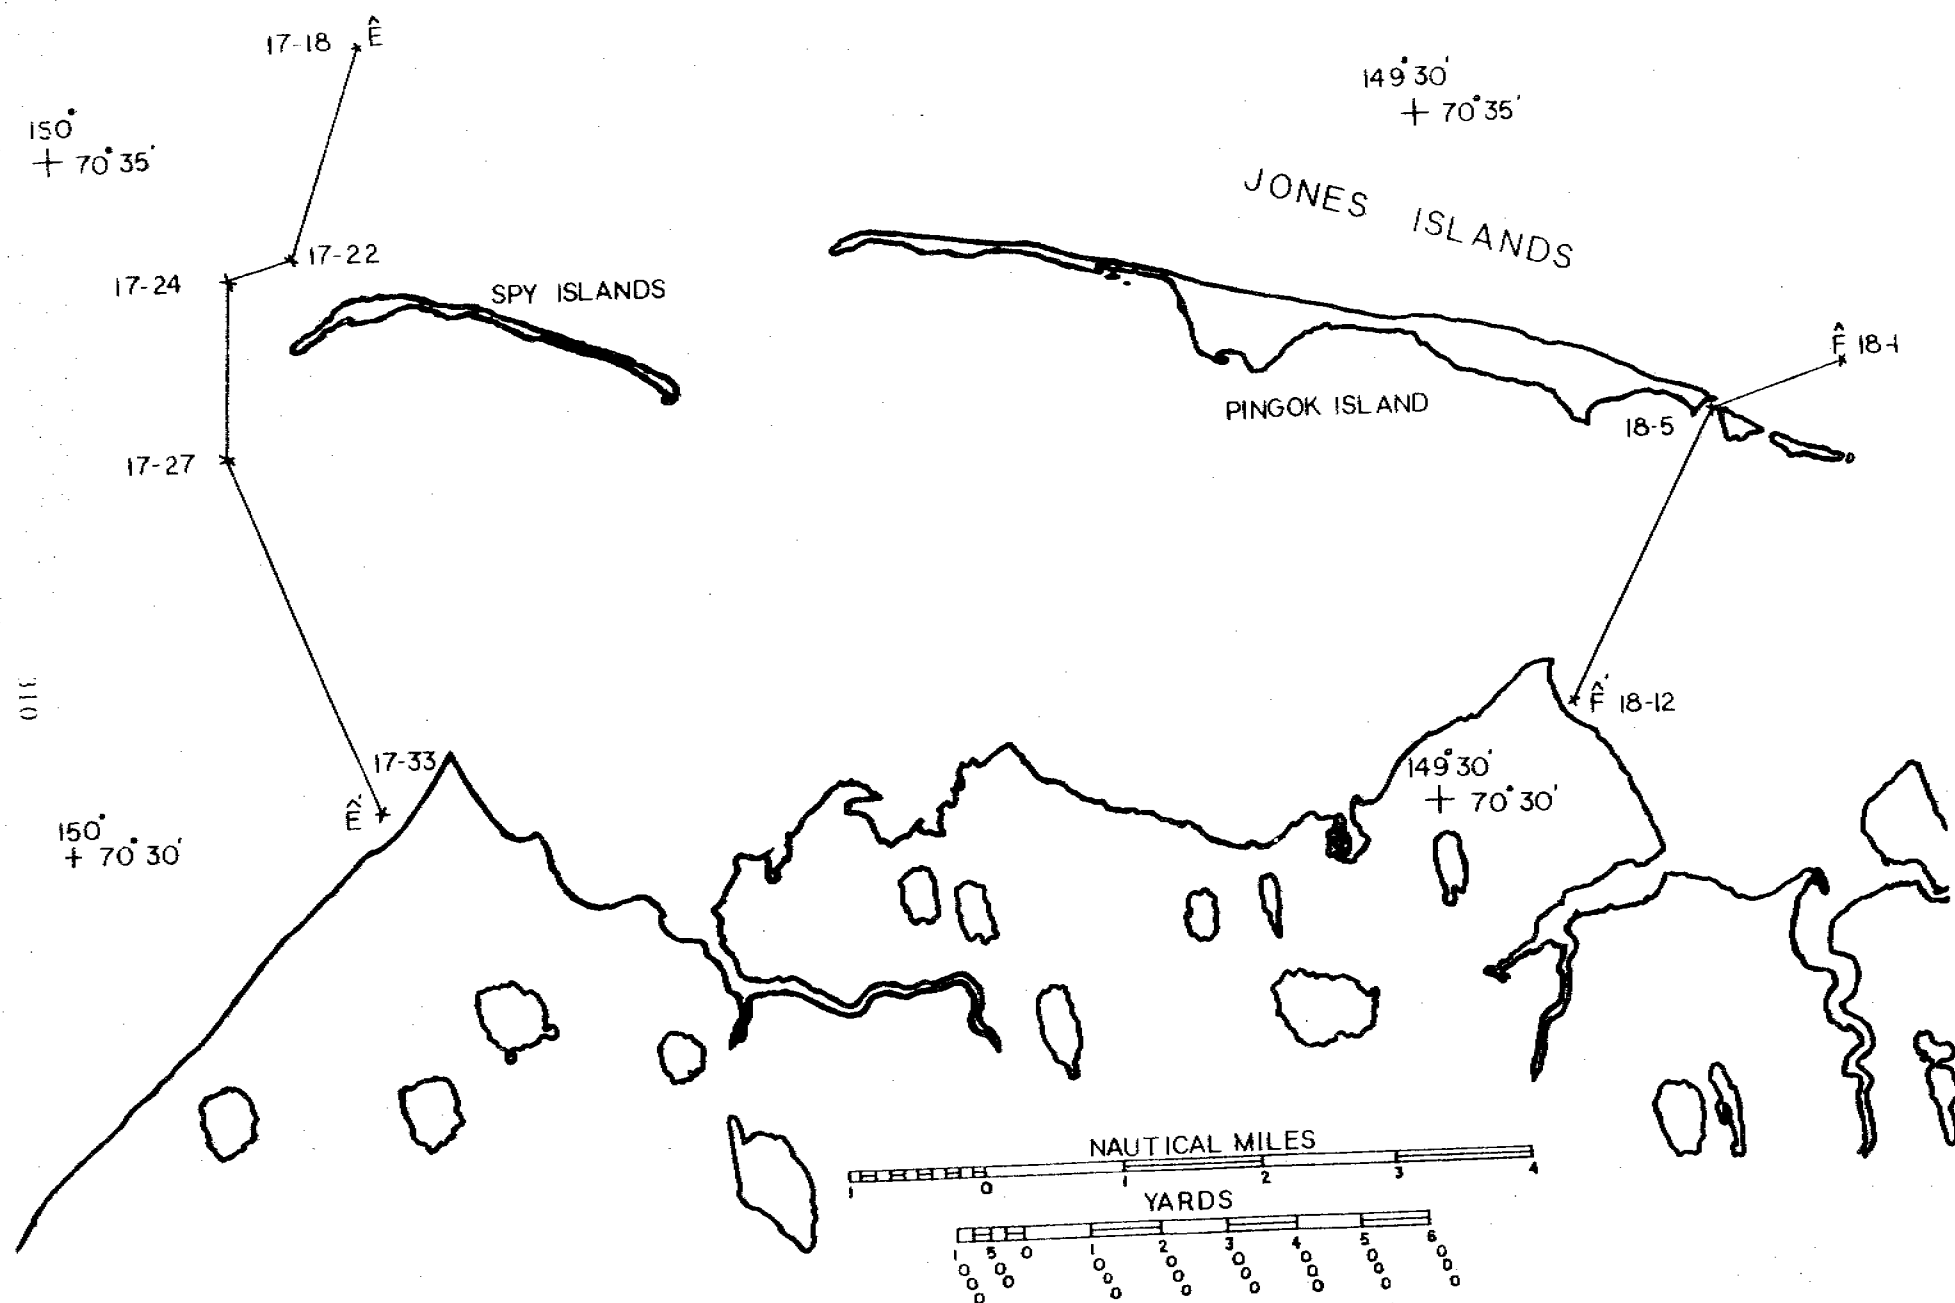 17-18 Ê
149°30'
+ 70°35'
150°
+ 70°35'
JONES ISLANDS
17-22
17-24
SPY ISLANDS
F̂ 18-1
PINGOK ISLAND
18-5
17-27
310
F̂' 18-12
17-33
149°30'
+ 70°30'
Ê'
150°
+ 70°30'
NAUTICAL MILES
1 0 1 2 3 4
YARDS
1000 500 0 1000 2000 3000 4000 5000 6000